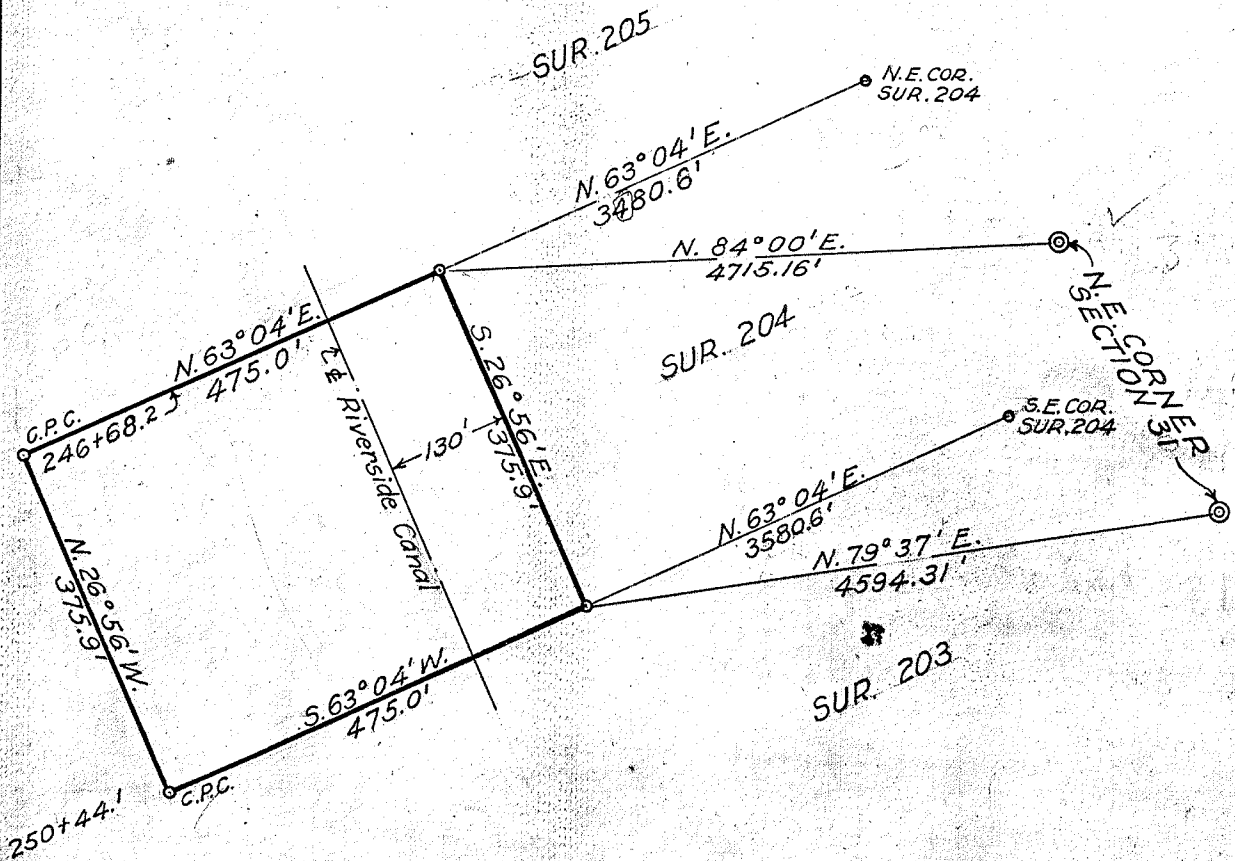 SUR. 205
N.E. COR.
SUR. 204
N. 63° 04' E.
3480.6'
N. 84° 00' E.
4715.16'
N.E. CORNER
SECTION 31
SUR. 204
N. 63° 04' E.
475.0'
C.P.C.
246+68.2
℄ Riverside Canal
S. 26° 56' E.
375.9'
130'
S.E. COR.
SUR. 204
N. 63° 04' E.
3580.6'
N. 79° 37' E.
4594.31'
N. 26° 56' W.
375.9'
S. 63° 04' W.
475.0'
SUR. 203
C.P.C.
250+44.1